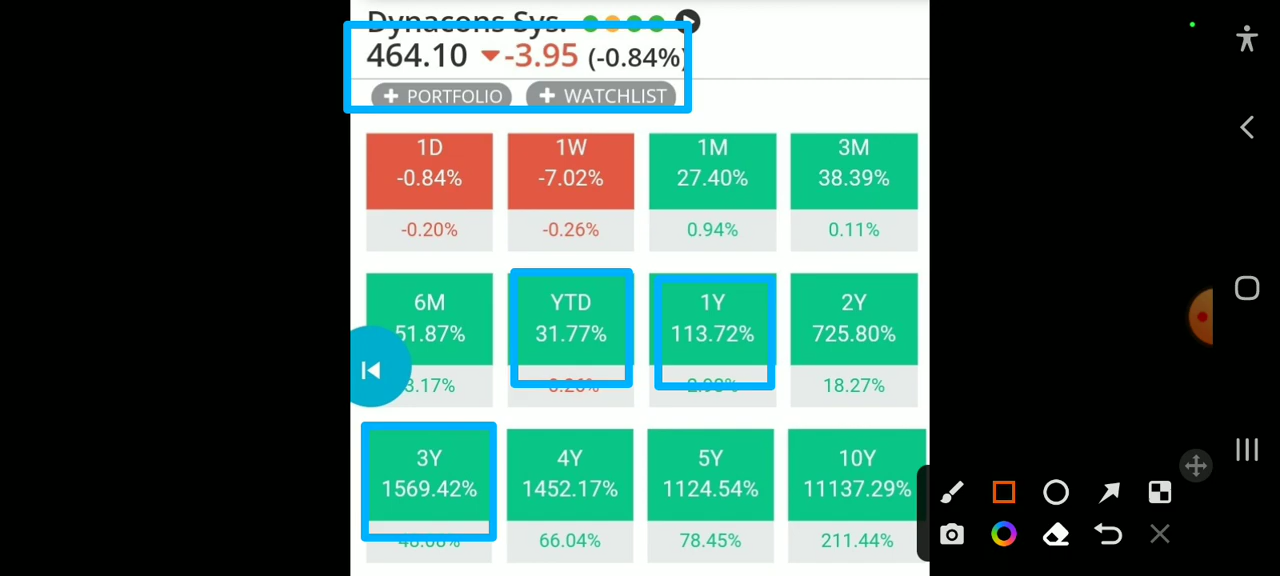 Dynacons Sys.
464.10 ▼-3.95 (-0.84%)
+ PORTFOLIO + WATCHLIST
1D 1W 1M 3M
-0.84% -7.02% 27.40% 38.39%
-0.20% -0.26% 0.94% 0.11%
6M YTD 1Y 2Y
51.87% 31.77% 113.72% 725.80%
3.17% 18.27%
3Y 4Y 5Y 10Y
1569.42% 1452.17% 1124.54% 11137.29%
66.04% 78.45% 211.44%